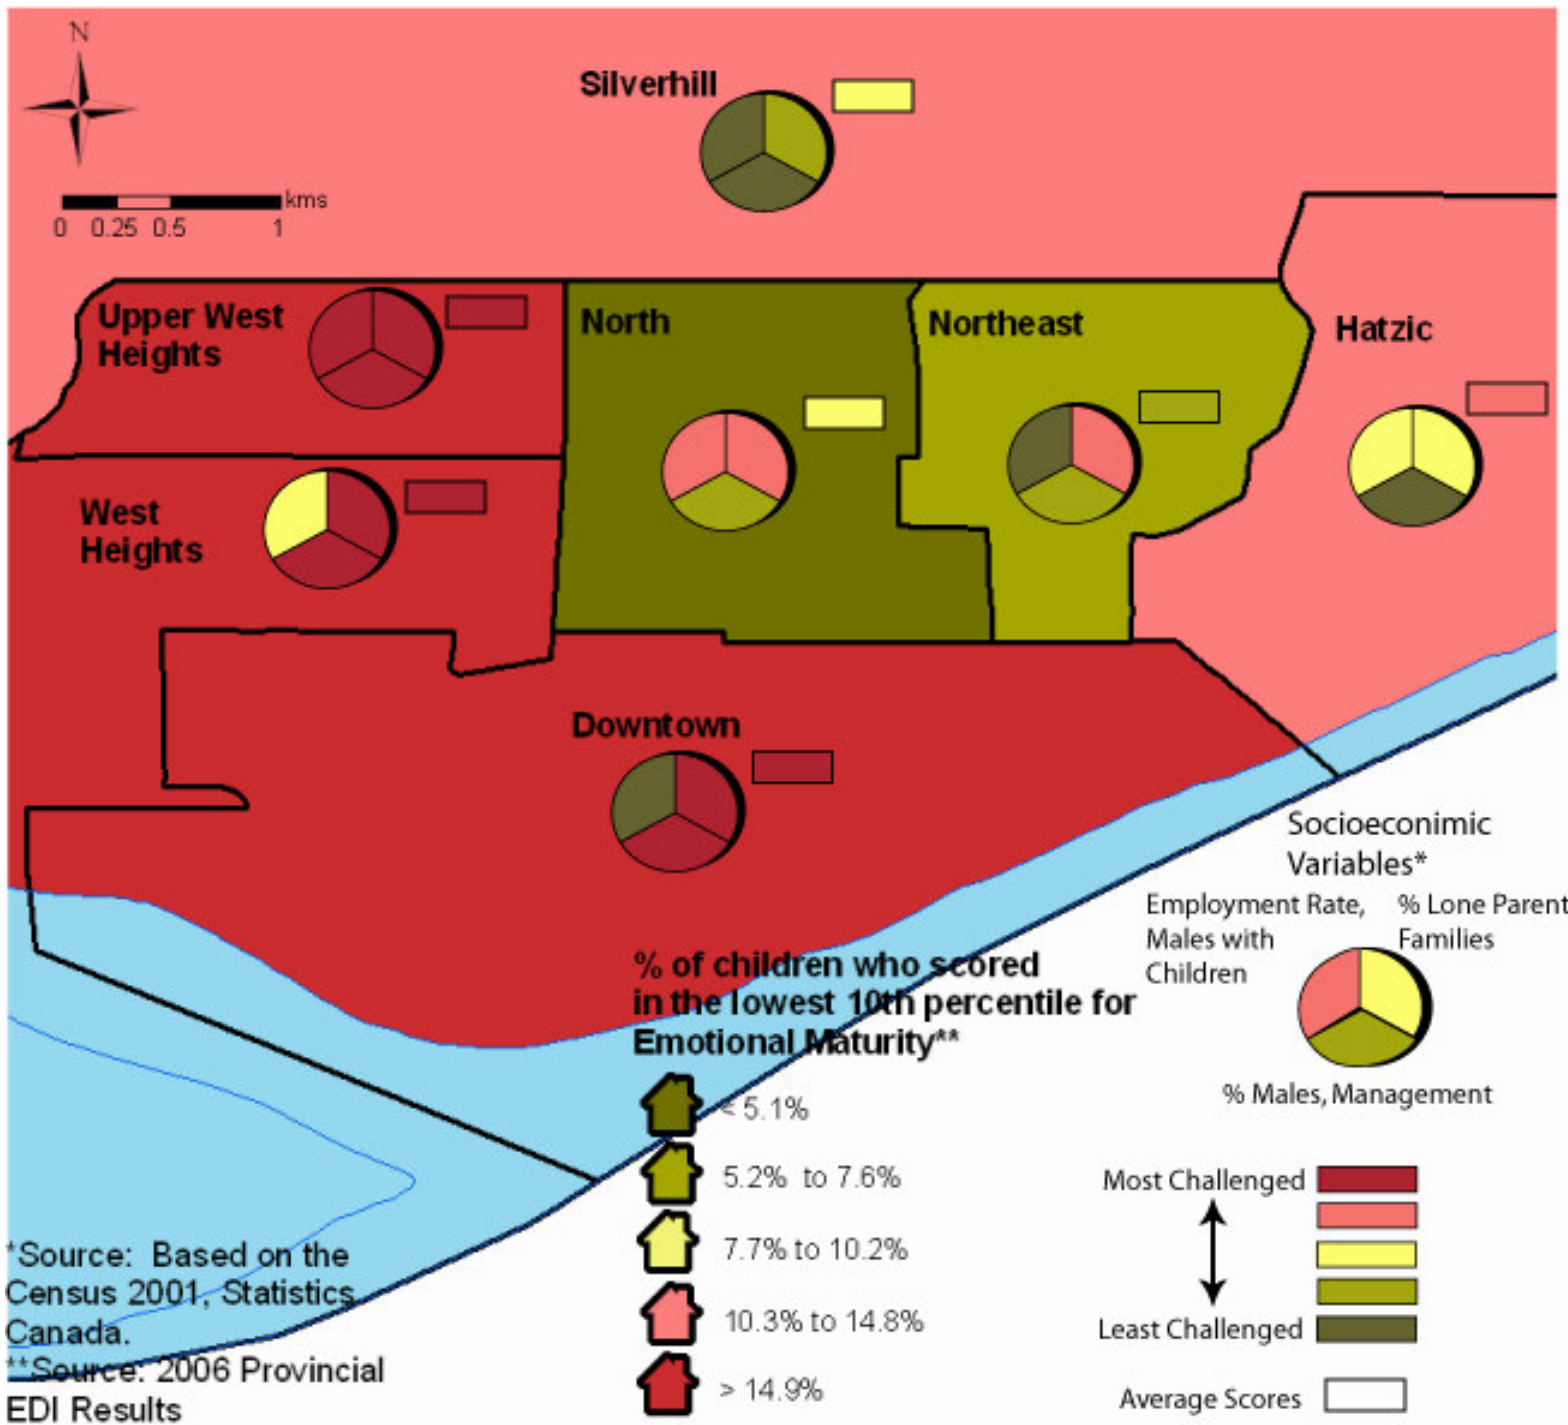 N
Silverhill
kms
0 0.25 0.5 1
Upper West
Heights
North
Northeast
Hatzic
West
Heights
Downtown
Socioeconimic
Variables*
Employment Rate,
Males with
Children
% Lone Parent
Families
% Males, Management
% of children who scored
in the lowest 10th percentile for
Emotional Maturity**
< 5.1%
5.2% to 7.6%
7.7% to 10.2%
10.3% to 14.8%
> 14.9%
Most Challenged
Least Challenged
Average Scores
*Source: Based on the
Census 2001, Statistics
Canada.
**Source: 2006 Provincial
EDI Results